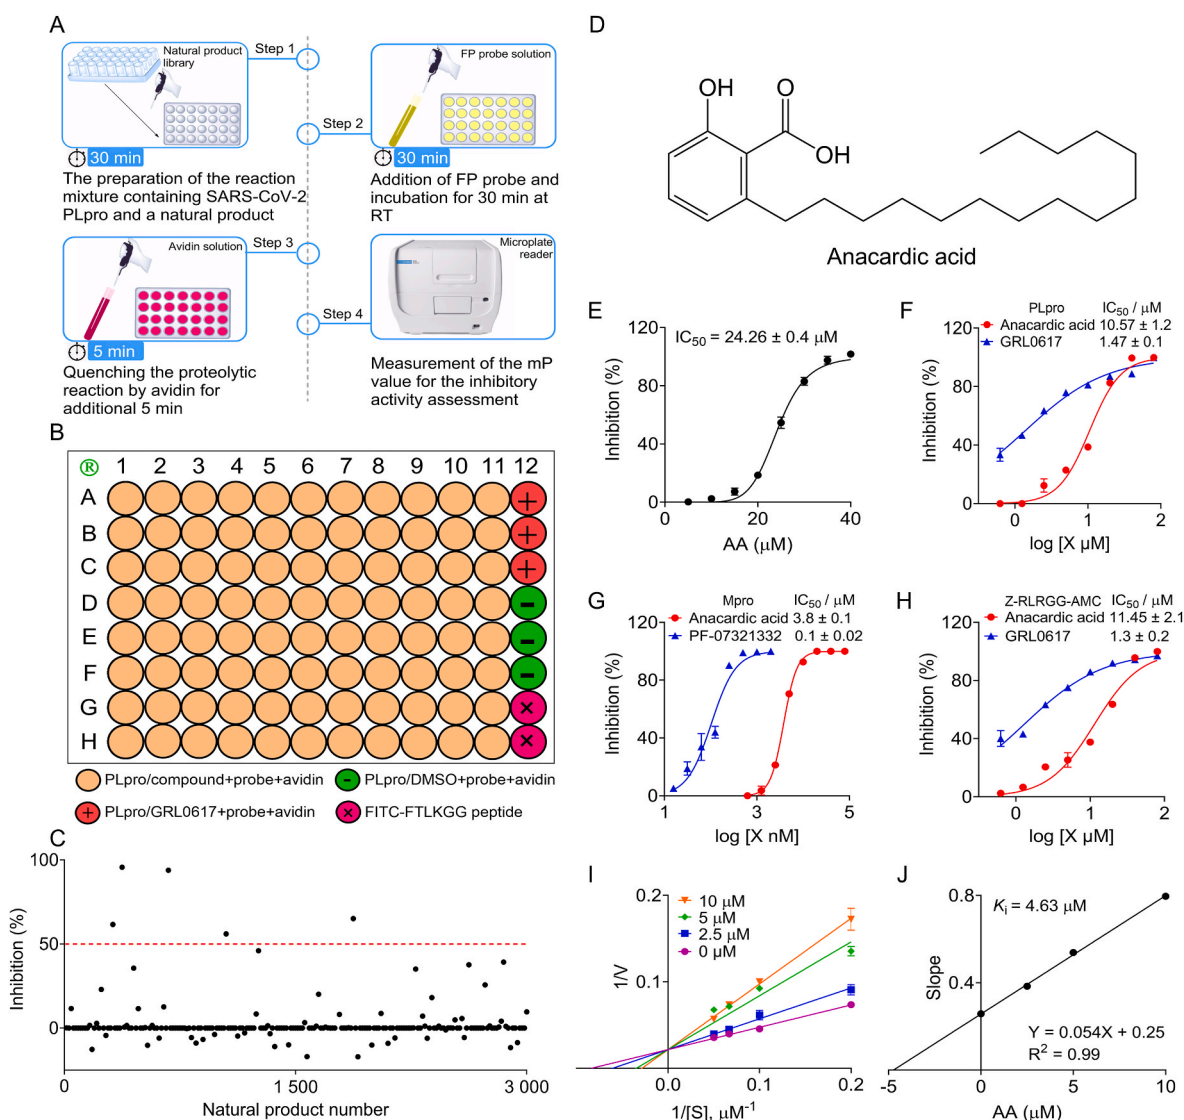 A
Natural product
library
Step 1
30 min
The preparation of the reaction
mixture containing SARS-CoV-2
PLpro and a natural product
FP probe solution
Step 2
30 min
Addition of FP probe and
incubation for 30 min at
RT
Avidin solution
Step 3
5 min
Quenching the proteolytic
reaction by avidin for
additional 5 min
Microplate
reader
Step 4
Measurement of the mP
value for the inhibitory
activity assessment
B
® 1 2 3 4 5 6 7 8 9 10 11 12
A +
B +
C +
D -
E -
F -
G ×
H ×
PLpro/compound+probe+avidin
- PLpro/DMSO+probe+avidin
+ PLpro/GRL0617+probe+avidin
× FITC-FTLKGG peptide
C
100
50
0
Inhibition (%)
0 1 500 3 000
Natural product number
D
OH
O
OH
Anacardic acid
E
IC50 = 24.26 ± 0.4 μM
120
80
40
0
Inhibition (%)
0 20 40
AA (μM)
F
PLpro IC50 / μM
Anacardic acid 10.57 ± 1.2
GRL0617 1.47 ± 0.1
120
80
40
0
Inhibition (%)
0 1 2
log [X μM]
G
Mpro IC50 / μM
Anacardic acid 3.8 ± 0.1
PF-07321332 0.1 ± 0.02
120
80
40
0
Inhibition (%)
1 3 5
log [X nM]
H
Z-RLRGG-AMC IC50 / μM
Anacardic acid 11.45 ± 2.1
GRL0617 1.3 ± 0.2
120
80
40
0
Inhibition (%)
0 1 2
log [X μM]
I
0.2
0.1
1/V
10 μM
5 μM
2.5 μM
0 μM
0.0 0.1 0.2
1/[S], μM⁻¹
J
0.8
0.4
Slope
Ki = 4.63 μM
Y = 0.054X + 0.25
R² = 0.99
-5 0 5 10
AA (μM)